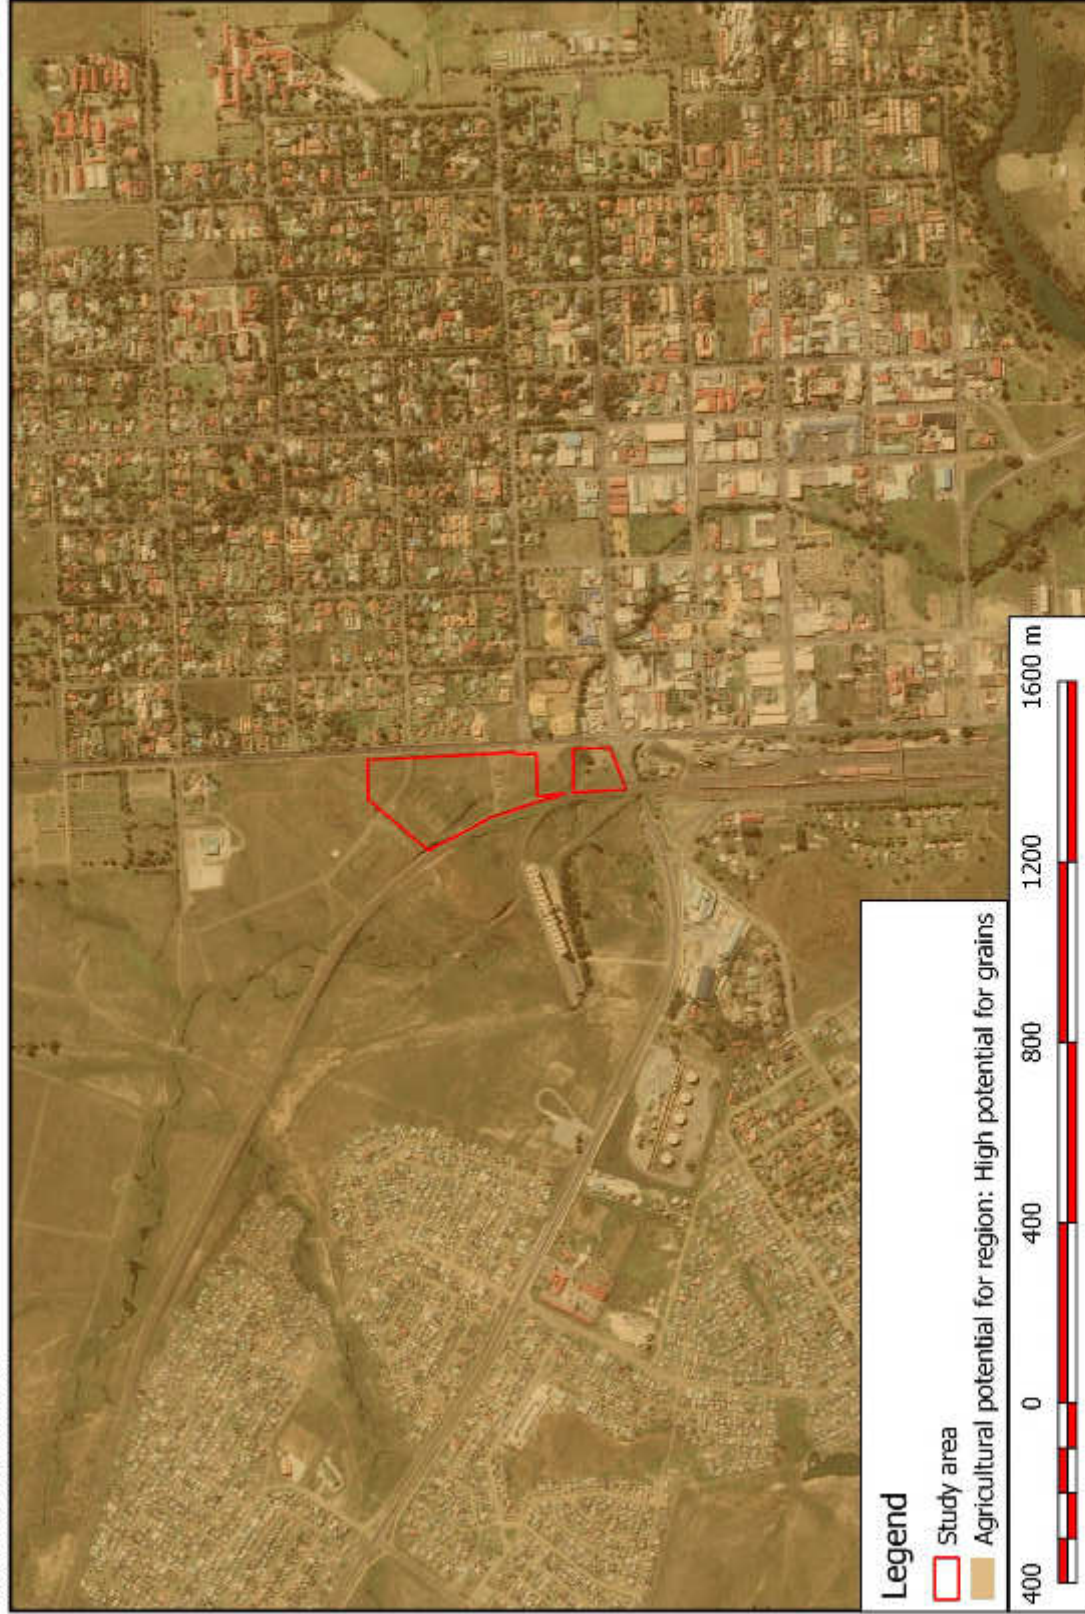 Legend
Study area
Agricultural potential for region: High potential for grains
400 0 400 800 1200 1600 m